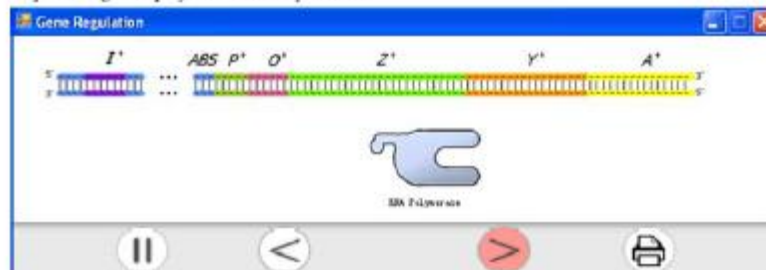 Gene Regulation
I⁺ ABS P⁺ O⁺ Z⁺ Y⁺ A⁺
5' ... 3'
3' ... 5'
RNA Polymerase